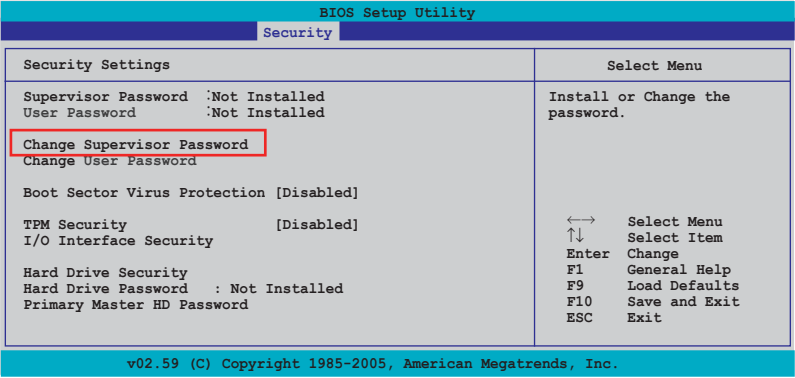 BIOS Setup Utility
Security
Security Settings
Supervisor Password :Not Installed
User Password :Not Installed
Change Supervisor Password
Change User Password
Boot Sector Virus Protection [Disabled]
TPM Security [Disabled]
I/O Interface Security
Hard Drive Security
Hard Drive Password : Not Installed
Primary Master HD Password
Select Menu
Install or Change the
password.
←→ Select Menu
↑↓ Select Item
Enter Change
F1 General Help
F9 Load Defaults
F10 Save and Exit
ESC Exit
v02.59 (C) Copyright 1985-2005, American Megatrends, Inc.